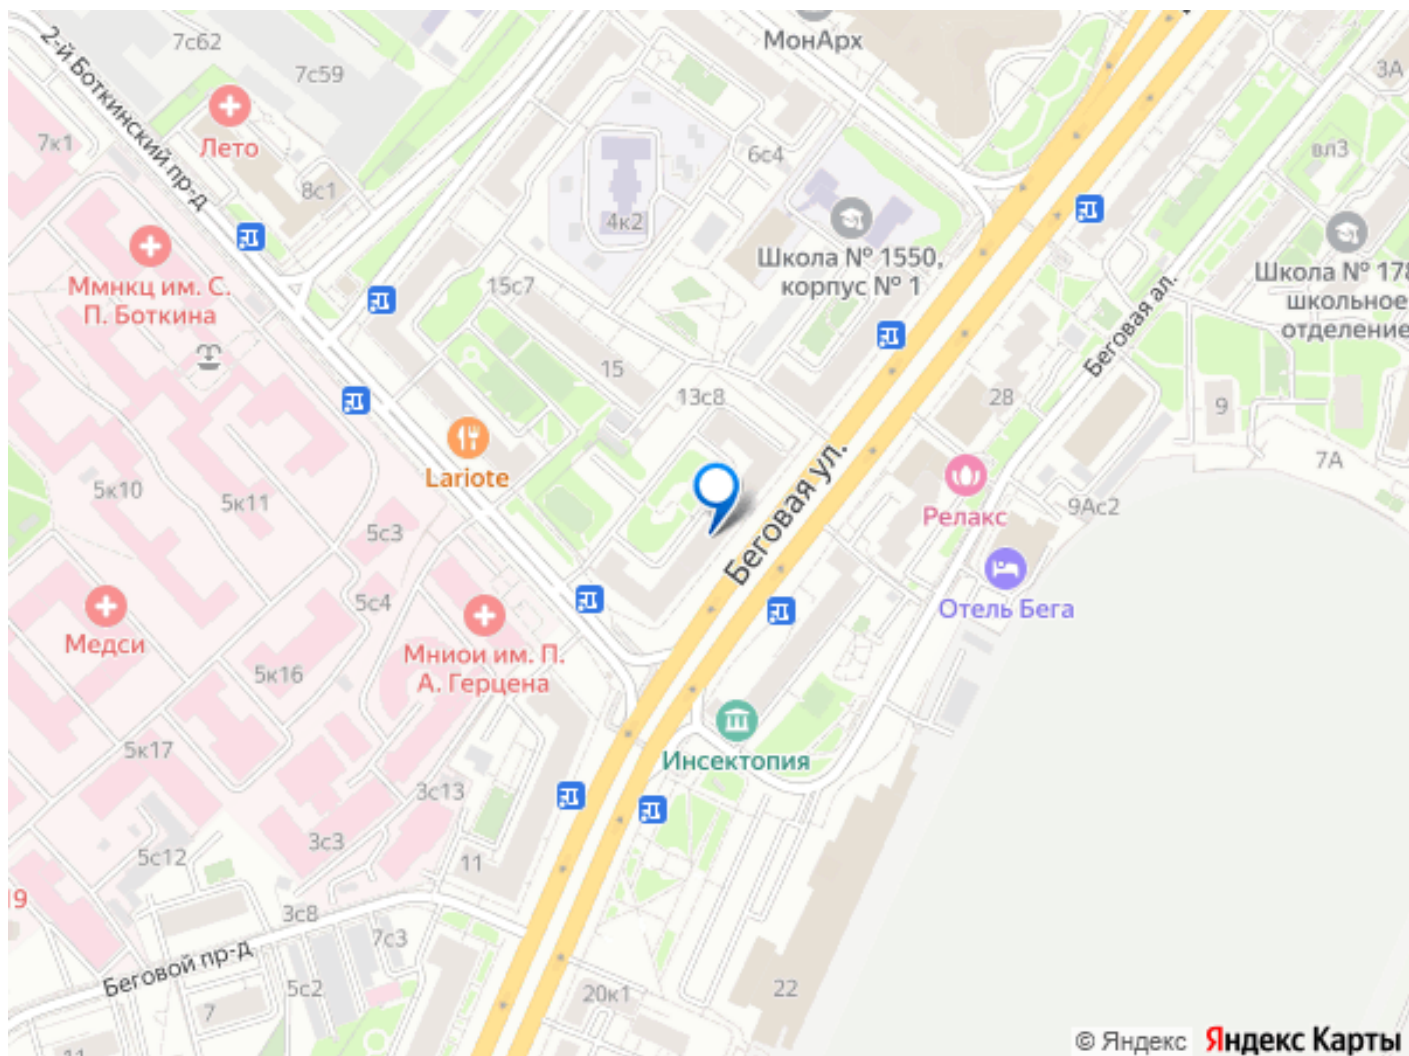 МонАрх
7с62
2-й Боткинский пр-д
7с59
3А
Лето
7к1
6с4
вл3
8с1
4к2
Школа № 1550,
корпус № 1
Школа № 178
школьное
отделение
Ммнкц им. С.
П. Боткина
15с7
Беговая ал.
15
13с8
28
9
Lariote
Беговая ул.
7А
5к10
5к11
9Ас2
5с3
Релакс
5с4
Отель Бега
Медси
Мниои им. П.
А. Герцена
5к16
5к17
Инсектопия
3с13
3с3
5с12
11
19
3с8
7с3
Беговой пр-д
5с2
20к1
22
7
11
© Яндекс Яндекс Карты